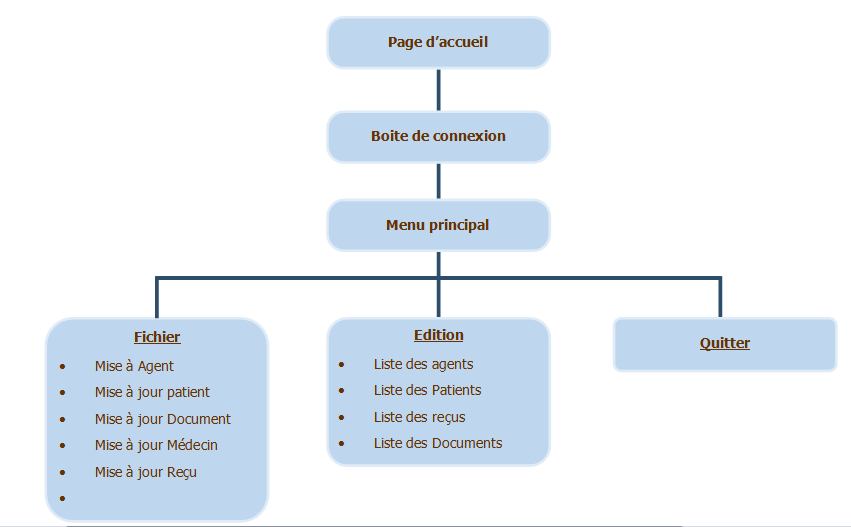 Page d’accueil
Boite de connexion
Menu principal
Fichier
• Mise à Agent
• Mise à jour patient
• Mise à jour Document
• Mise à jour Médecin
• Mise à jour Reçu
•
Edition
• Liste des agents
• Liste des Patients
• Liste des reçus
• Liste des Documents
Quitter